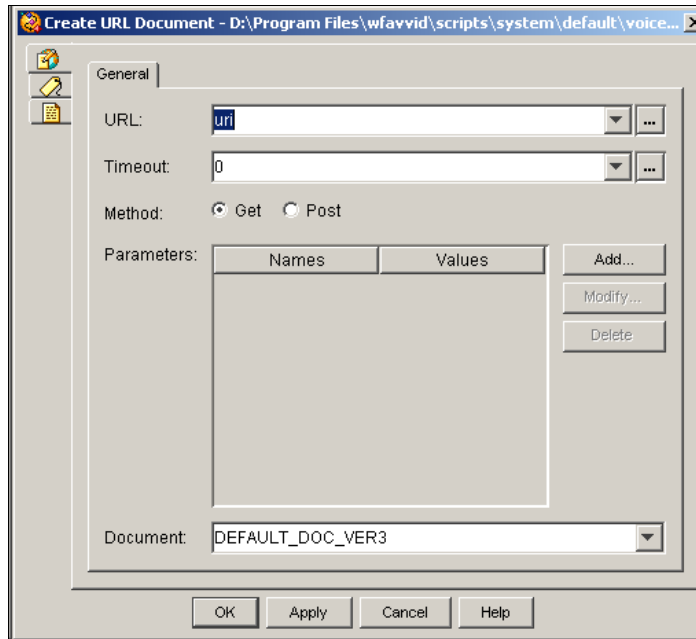 Create URL Document - D:\Program Files\wfavvid\scripts\system\default\voice...
General
URL: uri ...
Timeout: 0 ...
Method: Get Post
Parameters: Names Values Add...
Modify...
Delete
Document: DEFAULT_DOC_VER3
OK Apply Cancel Help